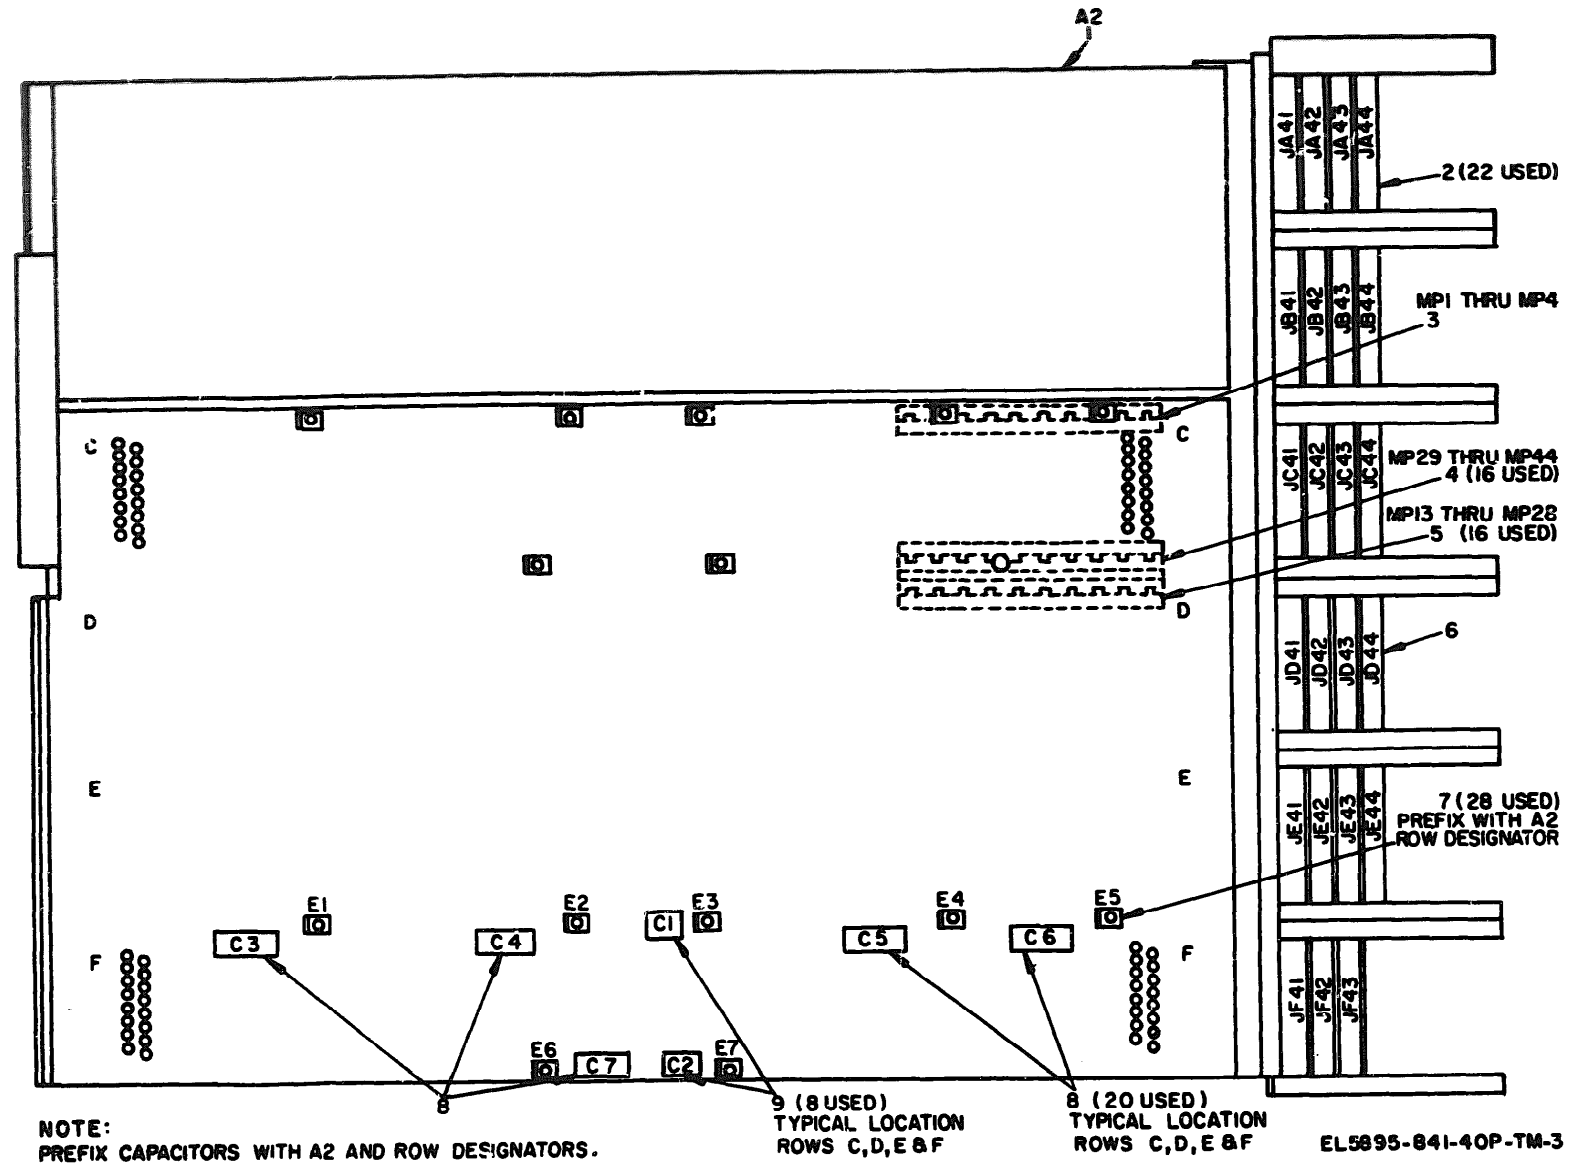 A2
JA41
JA42
JA43
JA44
2 (22 USED)
JB41
JB42
JB43
JB44
MP1 THRU MP4
3
C
C
JC41
JC42
JC43
JC44
MP29 THRU MP44
4 (16 USED)
MP13 THRU MP28
5 (16 USED)
D
D
JD41
JD42
JD43
JD44
6
E
E
JE41
JE42
JE43
JE44
7 (28 USED)
PREFIX WITH A2
ROW DESIGNATOR
E1
E2
E3
E4
E5
C3
C4
C1
C5
C6
F
F
JF41
JF42
JF43
E6
C7
C2
E7
8
9 (8 USED)
TYPICAL LOCATION
ROWS C,D,E & F
8 (20 USED)
TYPICAL LOCATION
ROWS C,D,E & F
NOTE:
PREFIX CAPACITORS WITH A2 AND ROW DESIGNATORS.
EL5895-841-40P-TM-3